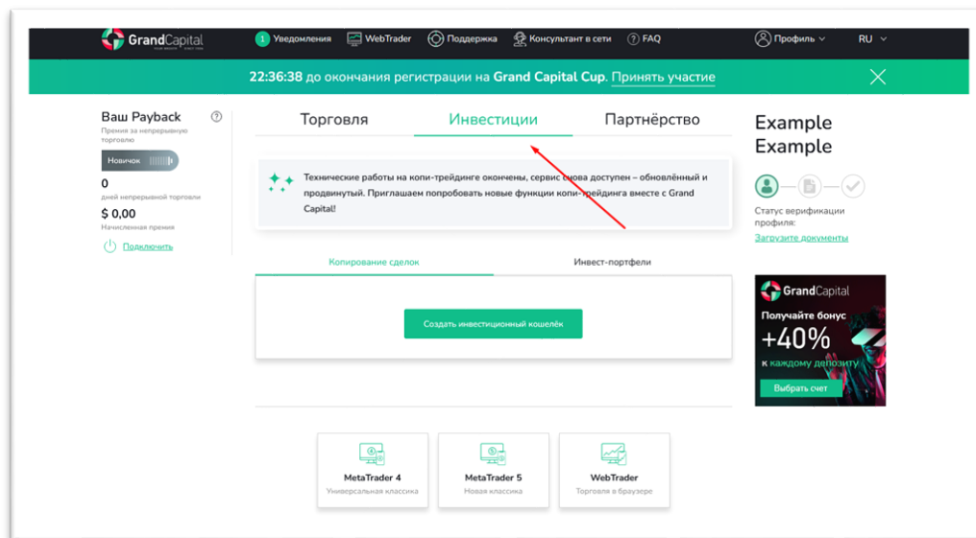 GrandCapital
1 Уведомления WebTrader Поддержка Консультант в сети ? FAQ Профиль RU
22:36:38 до окончания регистрации на Grand Capital Cup. Принять участие
Ваш Payback ?
Премия за непрерывную
торговлю
Новичок
0
дней непрерывной торговли
$ 0,00
Начисленная премия
Подключить
Торговля Инвестиции Партнёрство
Технические работы на копи-трейдинге окончены, сервис снова доступен – обновлённый и
продвинутый. Приглашаем попробовать новые функции копи-трейдинга вместе с Grand
Capital!
Копирование сделок Инвест-портфели
Создать инвестиционный кошелёк
MetaTrader 4
Универсальная классика
MetaTrader 5
Новая классика
WebTrader
Торговля в браузере
Example
Example
Статус верификации
профиля:
Загрузите документы
GrandCapital
Получайте бонус
+40%
к каждому депозиту
Выбрать счет